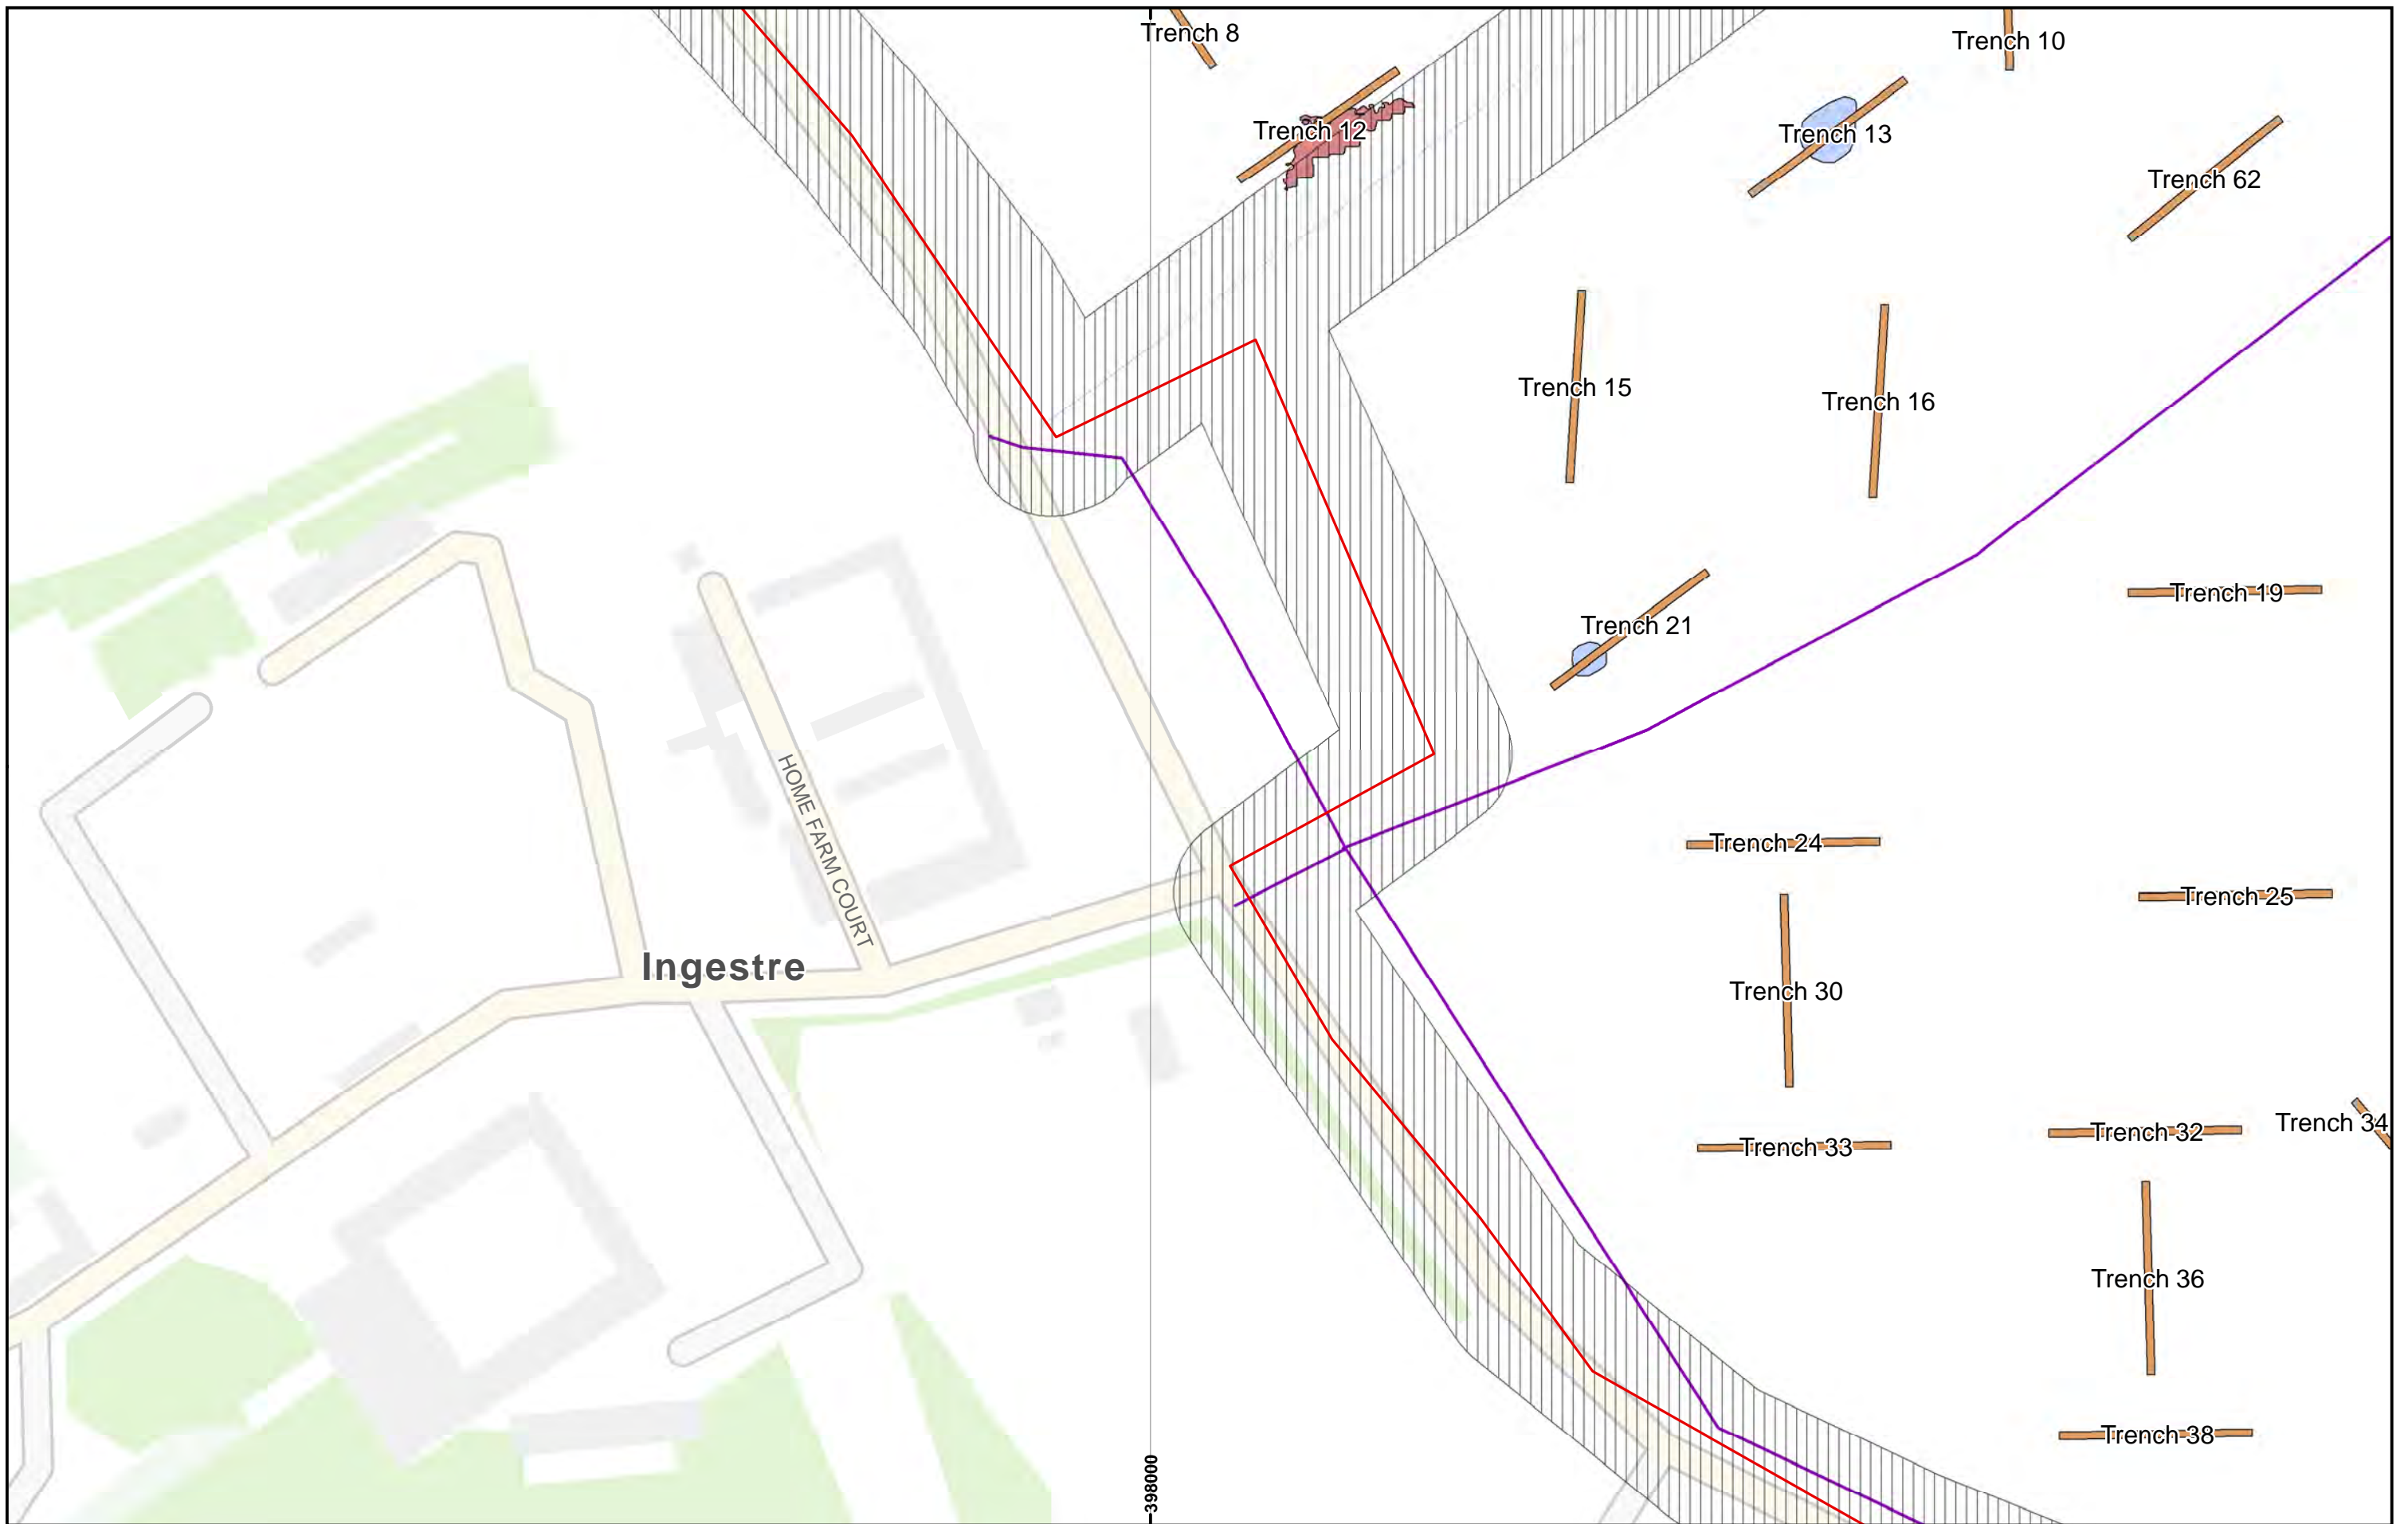 Trench 8
Trench 10
Trench 12
Trench 13
Trench 62
Trench 15
Trench 16
Trench 19
Trench 21
HOME FARM COURT
Trench 24
Trench 25
Ingestre
Trench 30
Trench 34
Trench 32
Trench 33
Trench 36
Trench 38
398000